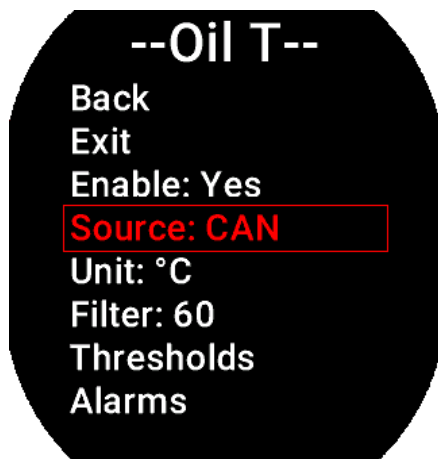 --Oil T--
Back
Exit
Enable: Yes
Source: CAN
Unit: °C
Filter: 60
Thresholds
Alarms